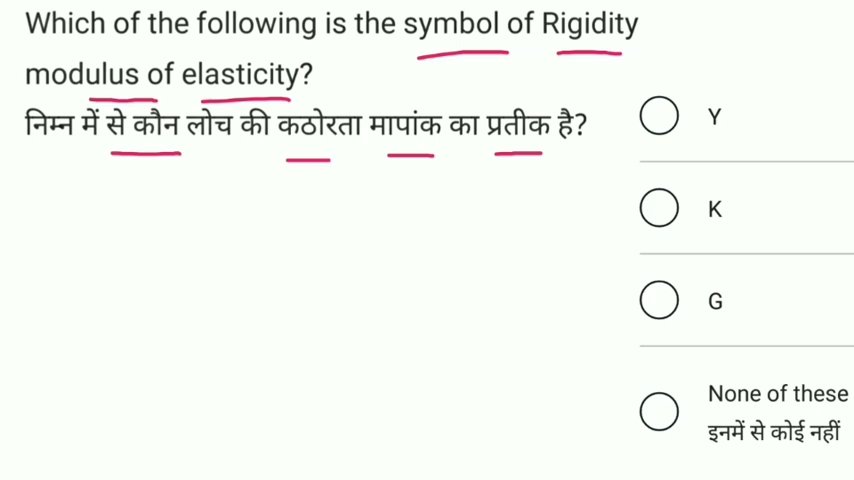 Which of the following is the symbol of Rigidity
modulus of elasticity?
निम्न में से कौन लोच की कठोरता मापांक का प्रतीक है?
Y
K
G
None of these
इनमें से कोई नहीं